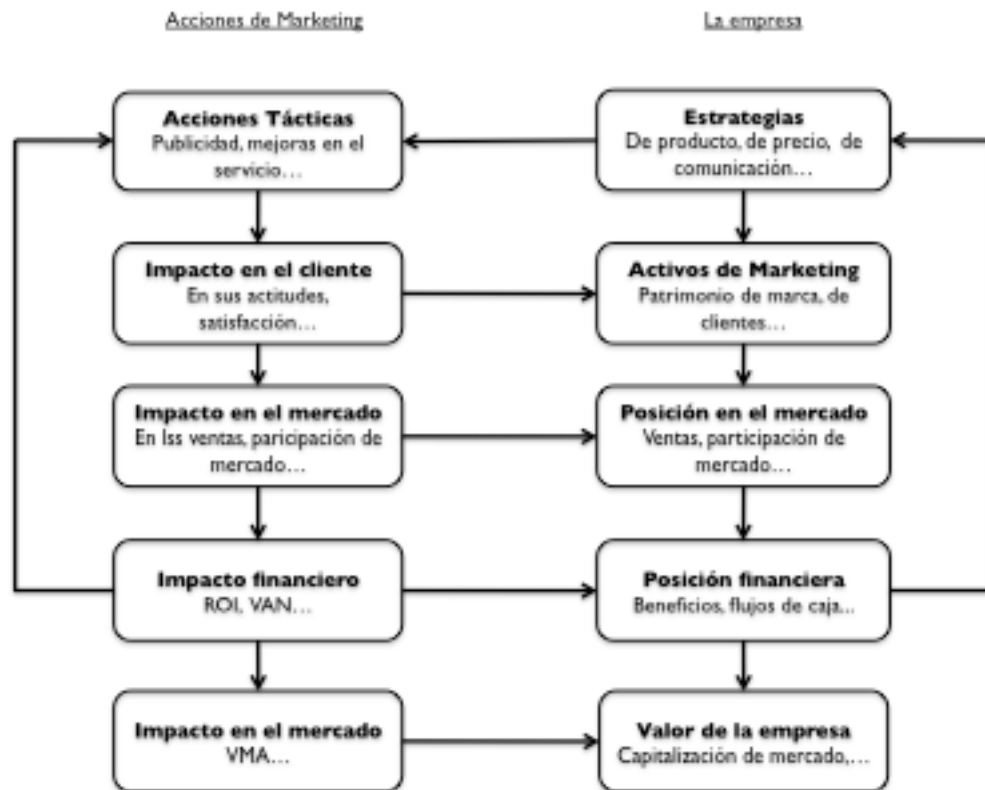 Acciones de Marketing
La empresa
Acciones Tácticas
Publicidad, mejoras en el
servicio…
Estrategias
De producto, de precio, de
comunicación…
Impacto en el cliente
En sus actitudes,
satisfacción…
Activos de Marketing
Patrimonio de marca, de
clientes…
Impacto en el mercado
En lss ventas, paricipación de
mercado…
Posición en el mercado
Ventas, participación de
mercado…
Impacto financiero
ROI, VAN…
Posición financiera
Beneficios, flujos de caja...
Impacto en el mercado
VMA…
Valor de la empresa
Capitalización de mercado,…